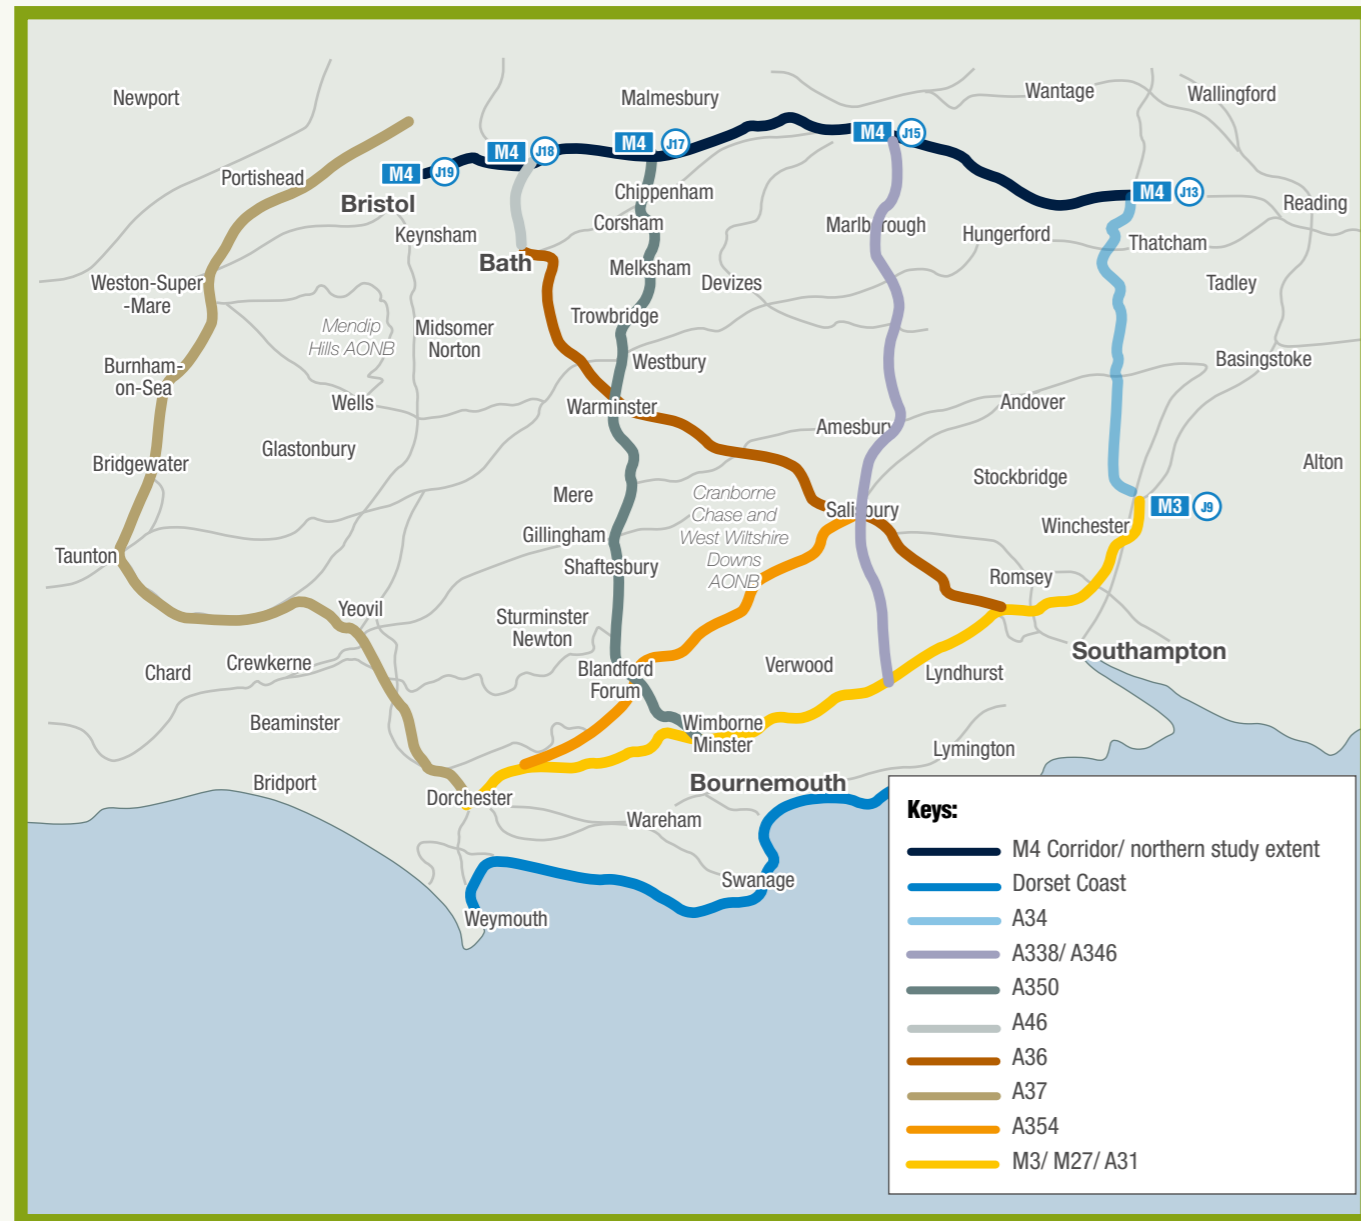 Newport
Malmesbury
Wantage
Wallingford
M4 J15
M4 J17
M4 J18
M4 J19
Portishead
Bristol
Chippenham
M4 J13
Reading
Keynsham
Corsham
Marlborough
Hungerford
Thatcham
Bath
Melksham
Devizes
Tadley
Weston-Super
-Mare
Mendip
Hills AONB
Midsomer
Norton
Trowbridge
Westbury
Basingstoke
Burnham-
on-Sea
Wells
Warminster
Andover
Amesbury
Glastonbury
Bridgewater
Stockbridge
Alton
Mere
Cranborne
Chase and
West Wiltshire
Downs
AONB
Salisbury
M3 J9
Winchester
Gillingham
Taunton
Shaftesbury
Romsey
Yeovil
Sturminster
Newton
Southampton
Chard
Crewkerne
Blandford
Forum
Verwood
Lyndhurst
Beaminster
Wimborne
Minster
Lymington
Bridport
Dorchester
Bournemouth
Wareham
Swanage
Weymouth
Keys:
M4 Corridor/ northern study extent
Dorset Coast
A34
A338/ A346
A350
A46
A36
A37
A354
M3/ M27/ A31